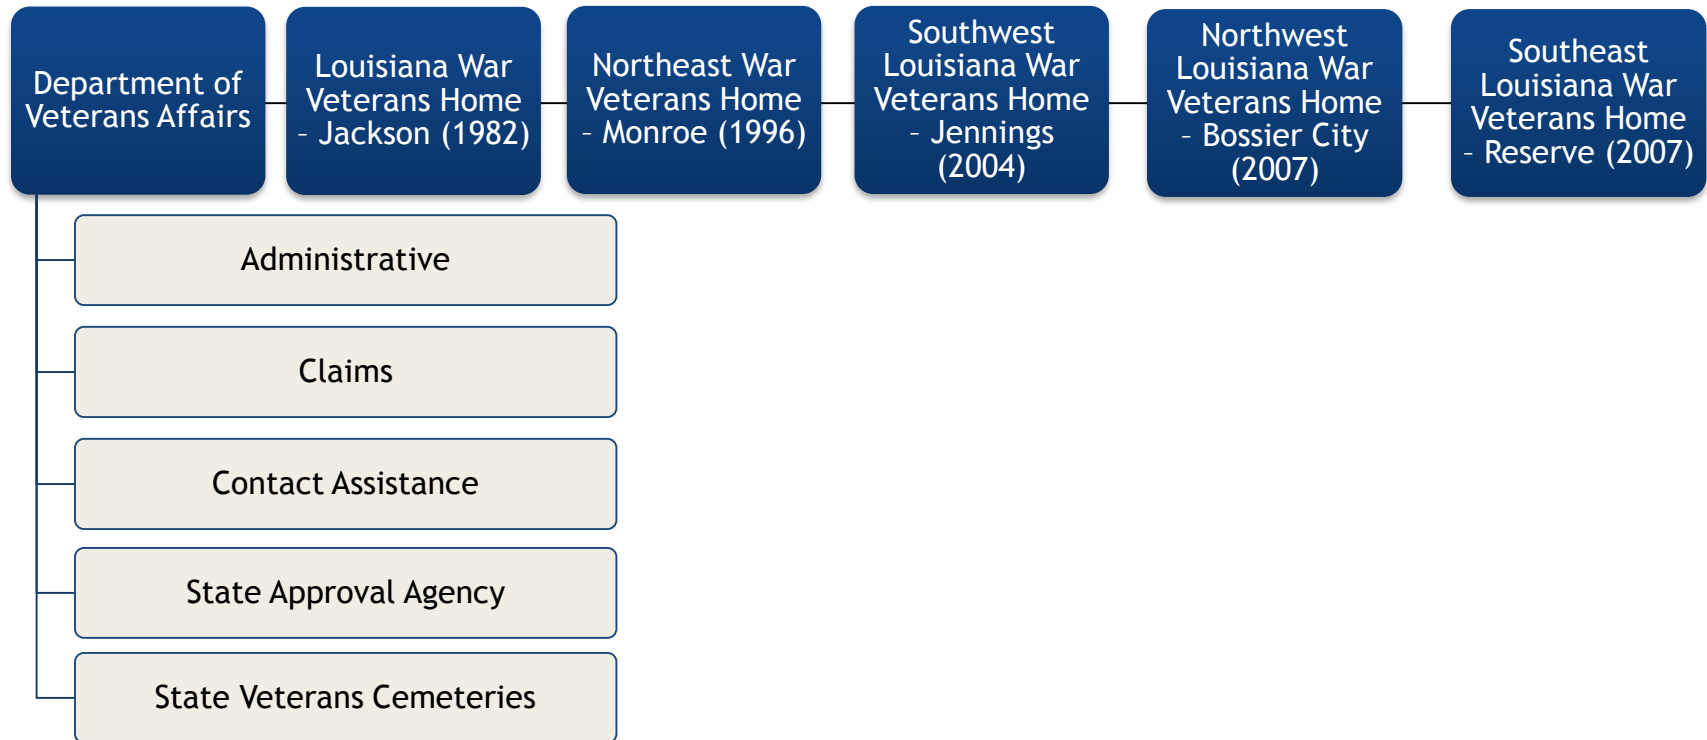 Department of
Veterans Affairs
Louisiana War
Veterans Home
– Jackson (1982)
Northeast War
Veterans Home
– Monroe (1996)
Southwest
Louisiana War
Veterans Home
– Jennings
(2004)
Northwest
Louisiana War
Veterans Home
– Bossier City
(2007)
Southeast
Louisiana War
Veterans Home
– Reserve (2007)
Administrative
Claims
Contact Assistance
State Approval Agency
State Veterans Cemeteries